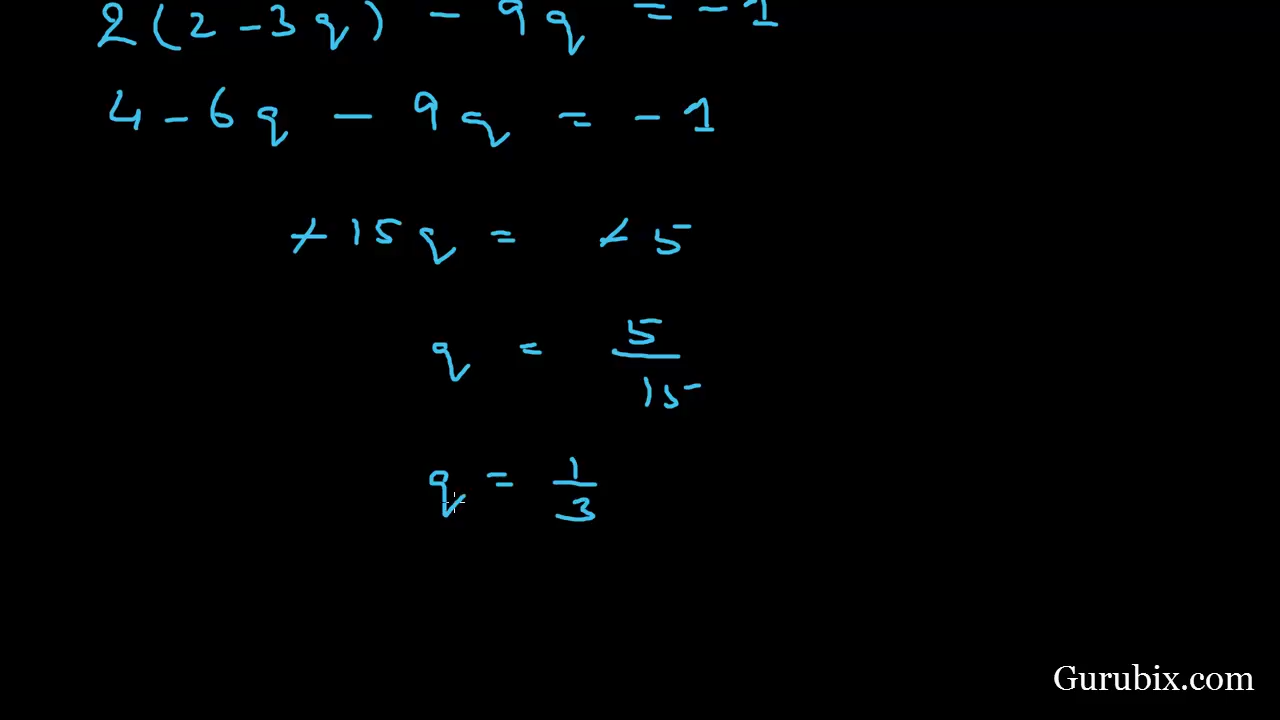 2(2-3q) - 9q = -1
4-6q - 9q = -1
-15q = -5
q = 5/15
q = 1/3
Gurubix.com